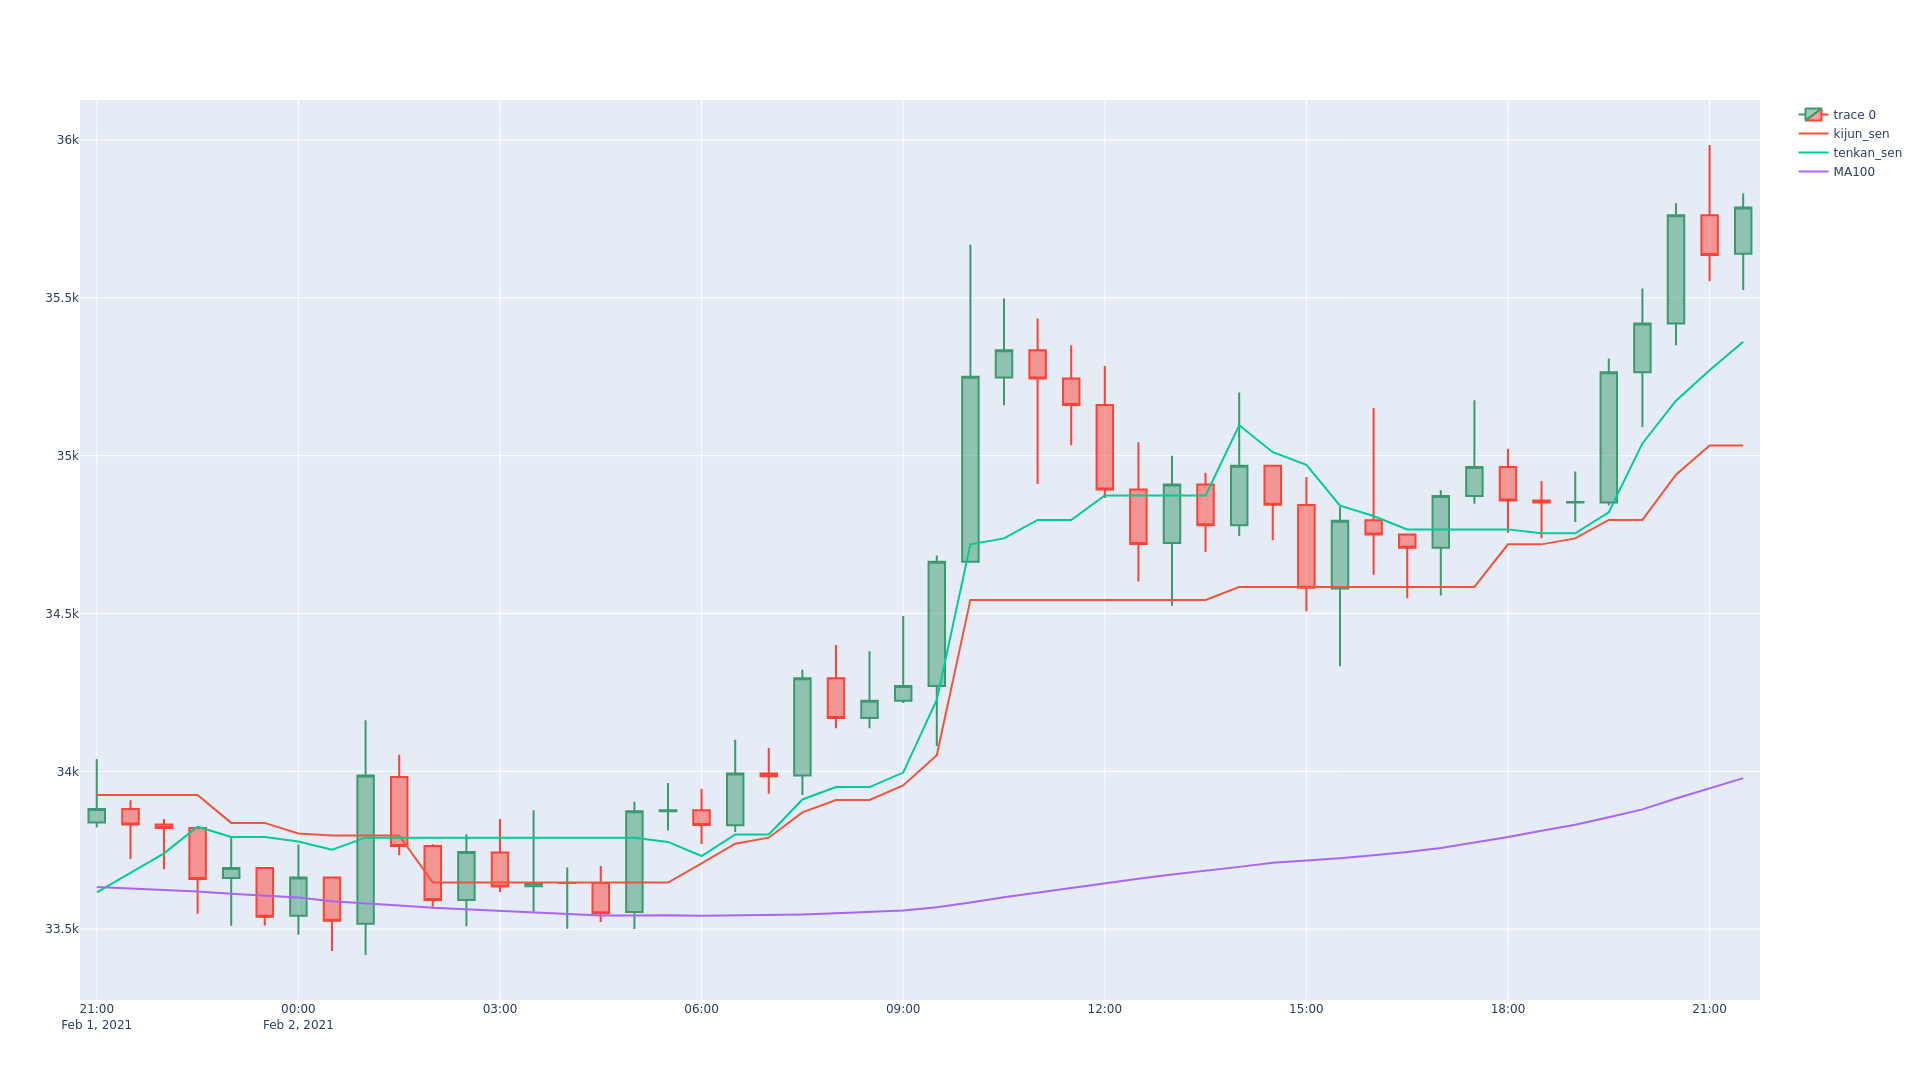 36k
35.5k
35k
34.5k
34k
33.5k
21:00
Feb 1, 2021
00:00
Feb 2, 2021
03:00
06:00
09:00
12:00
15:00
18:00
21:00
trace 0
kijun_sen
tenkan_sen
MA100